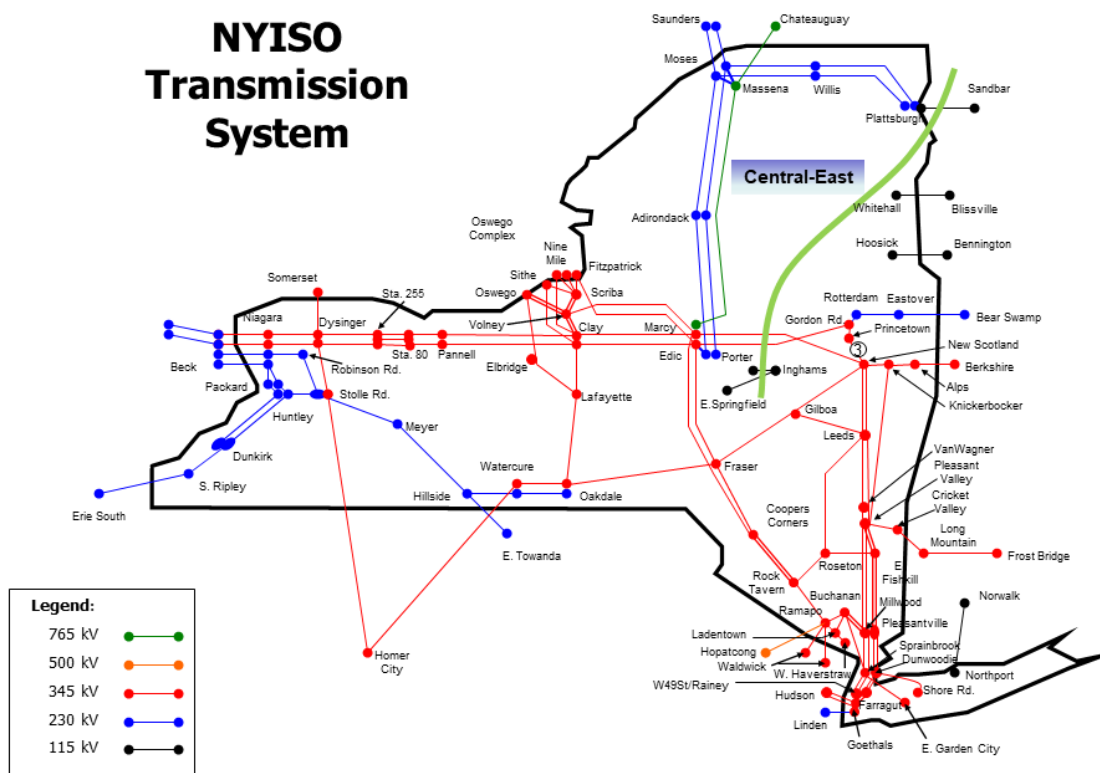 NYISO
Transmission
System
Saunders
Chateauguay
Moses
Massena
Willis
Sandbar
Plattsburgh
Central-East
Whitehall
Blissville
Adirondack
Oswego
Complex
Hoosick
Bennington
Nine
Mile
Fitzpatrick
Sithe
Somerset
Sta. 255
Oswego
Scriba
Rotterdam
Eastover
Niagara
Dysinger
Volney
Clay
Marcy
Gordon Rd.
Bear Swamp
Princetown
3
New Scotland
Sta. 80
Pannell
Edic
Porter
Beck
Robinson Rd.
Elbridge
Inghams
Berkshire
Packard
Stolle Rd.
E.Springfield
Alps
Lafayette
Gilboa
Knickerbocker
Huntley
Meyer
Leeds
Dunkirk
VanWagner
Pleasant
Valley
Watercure
Fraser
S. Ripley
Cricket
Valley
Hillside
Oakdale
Coopers
Corners
Erie South
Long
Mountain
E. Towanda
Roseton
E.
Fishkill
Frost Bridge
Rock
Tavern
Buchanan
Millwood
Norwalk
Ramapo
Pleasantville
Ladentown
Hopatcong
Sprainbrook
Dunwoodie
Waldwick
W. Haverstraw
Northport
Homer
City
W49St/Rainey
Hudson
Shore Rd.
Farragut
Linden
Goethals
E. Garden City
Legend:
765 kV
500 kV
345 kV
230 kV
115 kV